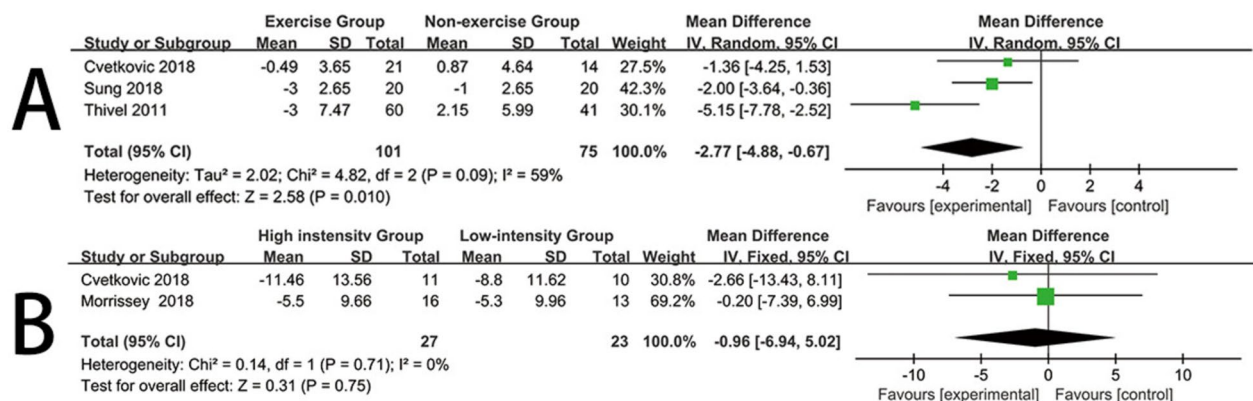 A
Exercise Group Non-exercise Group Mean Difference Mean Difference
Study or Subgroup Mean SD Total Mean SD Total Weight IV, Random, 95% CI IV, Random, 95% CI
Cvetkovic 2018 -0.49 3.65 21 0.87 4.64 14 27.5% -1.36 [-4.25, 1.53]
Sung 2018 -3 2.65 20 -1 2.65 20 42.3% -2.00 [-3.64, -0.36]
Thivel 2011 -3 7.47 60 2.15 5.99 41 30.1% -5.15 [-7.78, -2.52]
Total (95% CI) 101 75 100.0% -2.77 [-4.88, -0.67]
Heterogeneity: Tau² = 2.02; Chi² = 4.82, df = 2 (P = 0.09); I² = 59%
Test for overall effect: Z = 2.58 (P = 0.010)
-4 -2 0 2 4
Favours [experimental] Favours [control]
B
High instensity Group Low-intensity Group Mean Difference Mean Difference
Study or Subgroup Mean SD Total Mean SD Total Weight IV, Fixed, 95% CI IV, Fixed, 95% CI
Cvetkovic 2018 -11.46 13.56 11 -8.8 11.62 10 30.8% -2.66 [-13.43, 8.11]
Morrissey 2018 -5.5 9.66 16 -5.3 9.96 13 69.2% -0.20 [-7.39, 6.99]
Total (95% CI) 27 23 100.0% -0.96 [-6.94, 5.02]
Heterogeneity: Chi² = 0.14, df = 1 (P = 0.71); I² = 0%
Test for overall effect: Z = 0.31 (P = 0.75)
-10 -5 0 5 10
Favours [experimental] Favours [control]